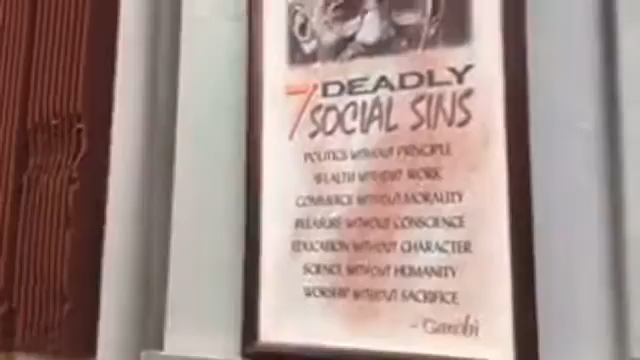 7 DEADLY
SOCIAL SINS
POLITICS WITHOUT PRINCIPLE
WEALTH WITHOUT WORK
COMMERCE WITHOUT MORALITY
PLEASURE WITHOUT CONSCIENCE
EDUCATION WITHOUT CHARACTER
SCIENCE WITHOUT HUMANITY
WORSHIP WITHOUT SACRIFICE
- Gandhi